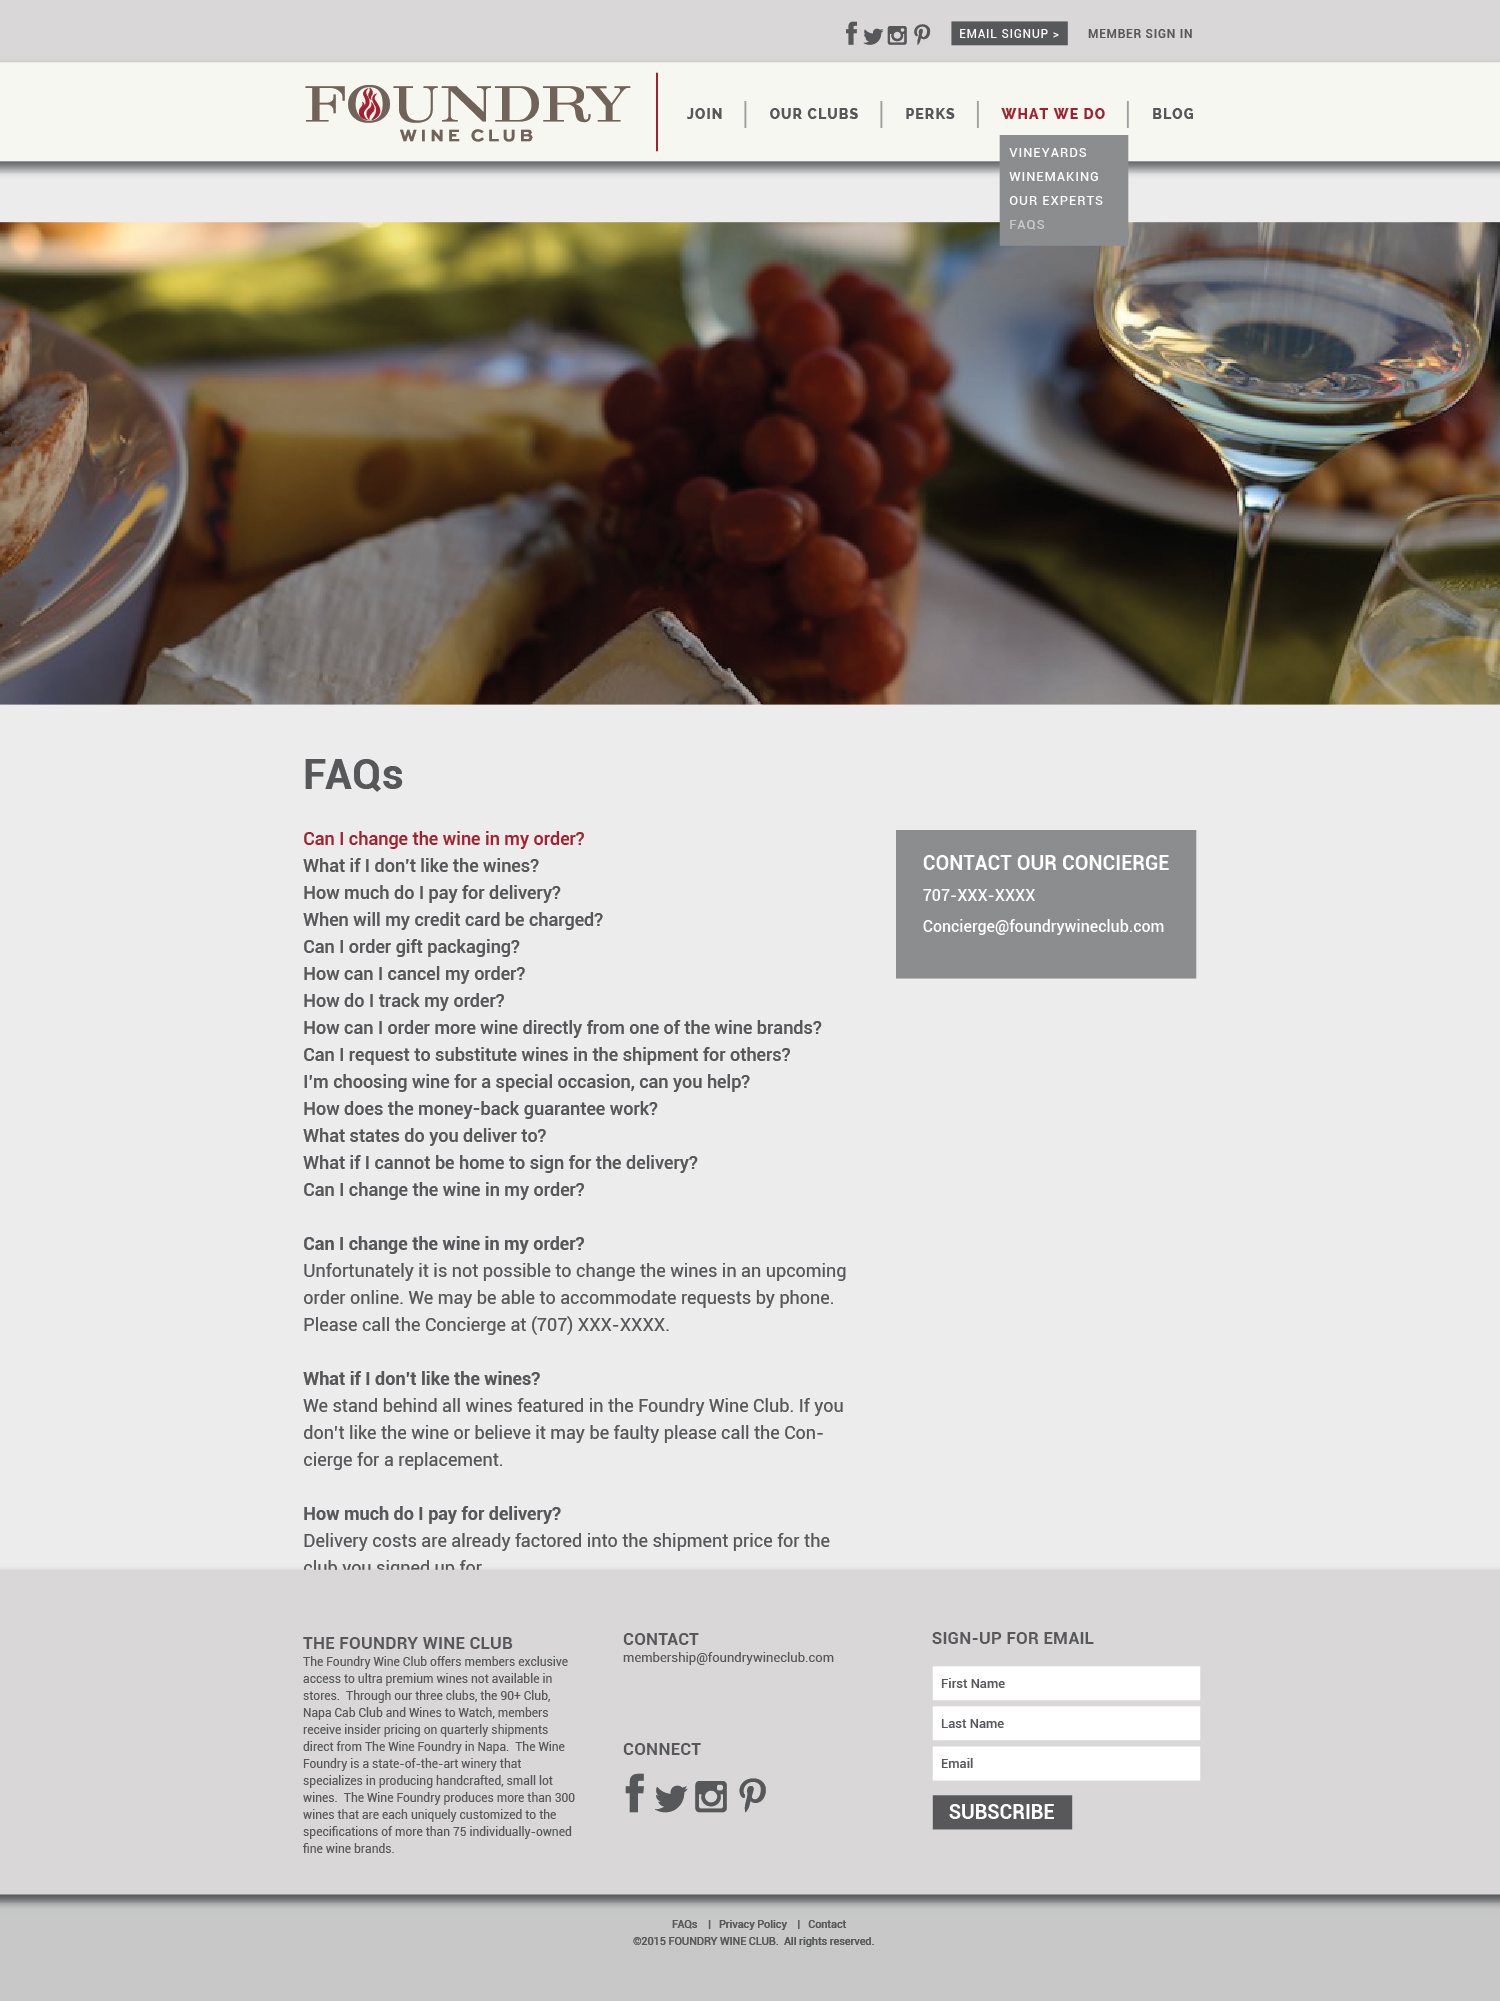 EMAIL SIGNUP >
MEMBER SIGN IN
FOUNDRY
WINE CLUB
JOIN
OUR CLUBS
PERKS
WHAT WE DO
BLOG
VINEYARDS
WINEMAKING
OUR EXPERTS
FAQS
FAQs
Can I change the wine in my order?
What if I don't like the wines?
How much do I pay for delivery?
When will my credit card be charged?
Can I order gift packaging?
How can I cancel my order?
How do I track my order?
How can I order more wine directly from one of the wine brands?
Can I request to substitute wines in the shipment for others?
I'm choosing wine for a special occasion, can you help?
How does the money-back guarantee work?
What states do you deliver to?
What if I cannot be home to sign for the delivery?
Can I change the wine in my order?
CONTACT OUR CONCIERGE
707-XXX-XXXX
Concierge@foundrywineclub.com
Can I change the wine in my order?
Unfortunately it is not possible to change the wines in an upcoming
order online. We may be able to accommodate requests by phone.
Please call the Concierge at (707) XXX-XXXX.
What if I don't like the wines?
We stand behind all wines featured in the Foundry Wine Club. If you
don't like the wine or believe it may be faulty please call the Con-
cierge for a replacement.
How much do I pay for delivery?
Delivery costs are already factored into the shipment price for the
club you signed up for
THE FOUNDRY WINE CLUB
The Foundry Wine Club offers members exclusive
access to ultra premium wines not available in
stores.  Through our three clubs, the 90+ Club,
Napa Cab Club and Wines to Watch, members
receive insider pricing on quarterly shipments
direct from The Wine Foundry in Napa.  The Wine
Foundry is a state-of-the-art winery that
specializes in producing handcrafted, small lot
wines.  The Wine Foundry produces more than 300
wines that are each uniquely customized to the
specifications of more than 75 individually-owned
fine wine brands.
CONTACT
membership@foundrywineclub.com
CONNECT
SIGN-UP FOR EMAIL
First Name
Last Name
Email
SUBSCRIBE
FAQs | Privacy Policy | Contact
©2015 FOUNDRY WINE CLUB.  All rights reserved.